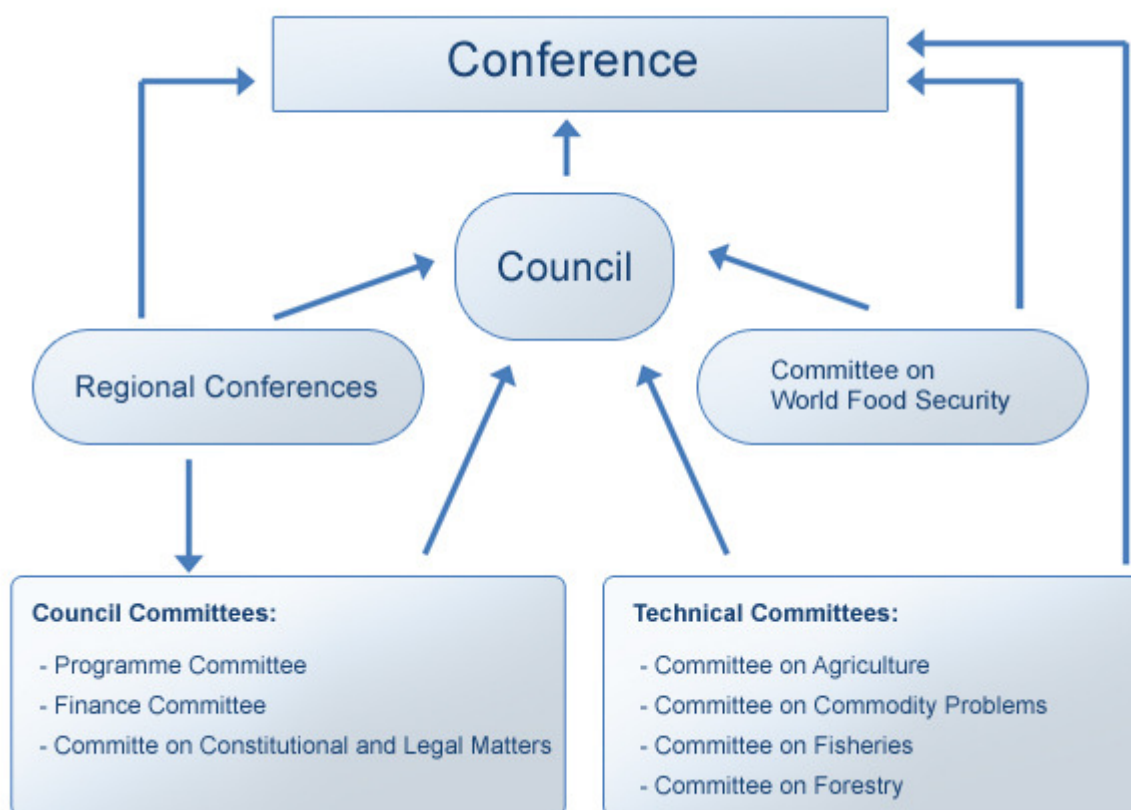 Conference
Council
Regional Conferences
Committee on
World Food Security
Council Committees:
- Programme Committee
- Finance Committee
- Committe on Constitutional and Legal Matters
Technical Committees:
- Committee on Agriculture
- Committee on Commodity Problems
- Committee on Fisheries
- Committee on Forestry